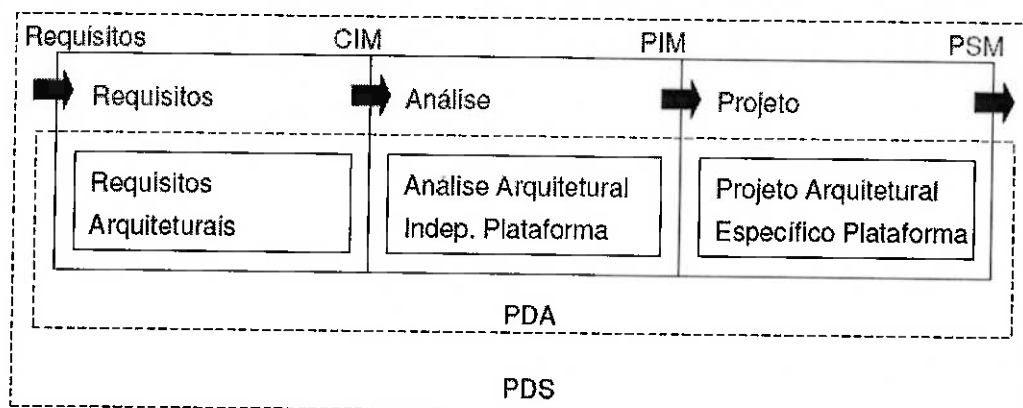 Requisitos CIM PIM PSM
Requisitos Análise Projeto
Requisitos
Arquiteturais
Análise Arquitetural
Indep. Plataforma
Projeto Arquitetural
Específico Plataforma
PDA
PDS